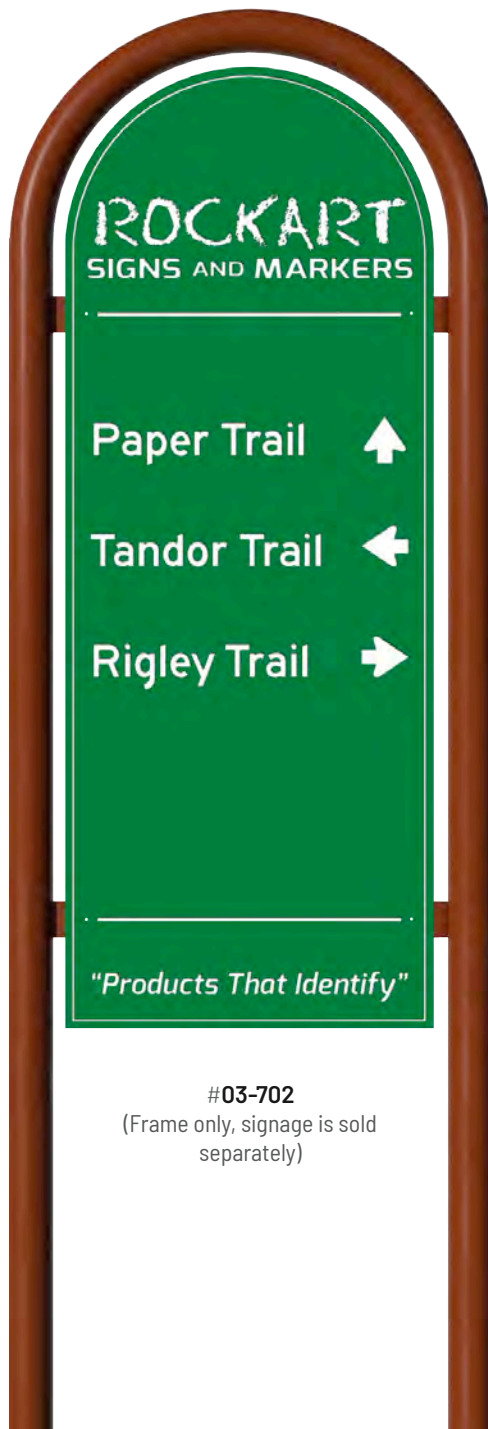 ROCKART
SIGNS AND MARKERS
Paper Trail
Tandor Trail
Rigley Trail
“Products That Identify”
#03-702
(Frame only, signage is sold
separately)